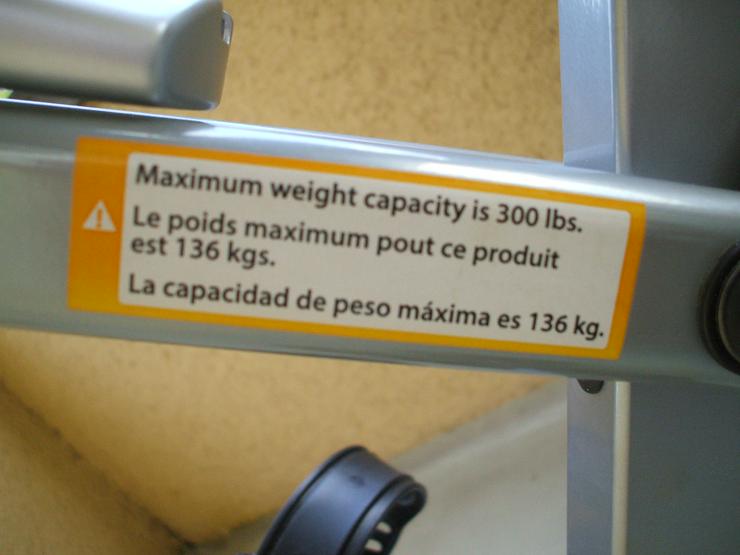 Maximum weight capacity is 300 lbs.
Le poids maximum pout ce produit
est 136 kgs.
La capacidad de peso máxima es 136 kg.